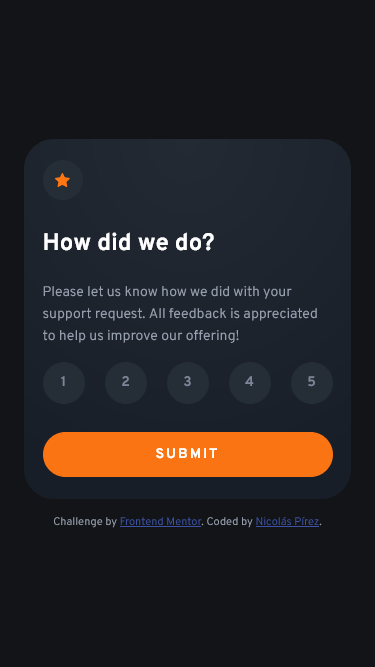 How did we do?
Please let us know how we did with your
support request. All feedback is appreciated
to help us improve our offering!
1 2 3 4 5
SUBMIT
Challenge by Frontend Mentor. Coded by Nicolás Pírez.